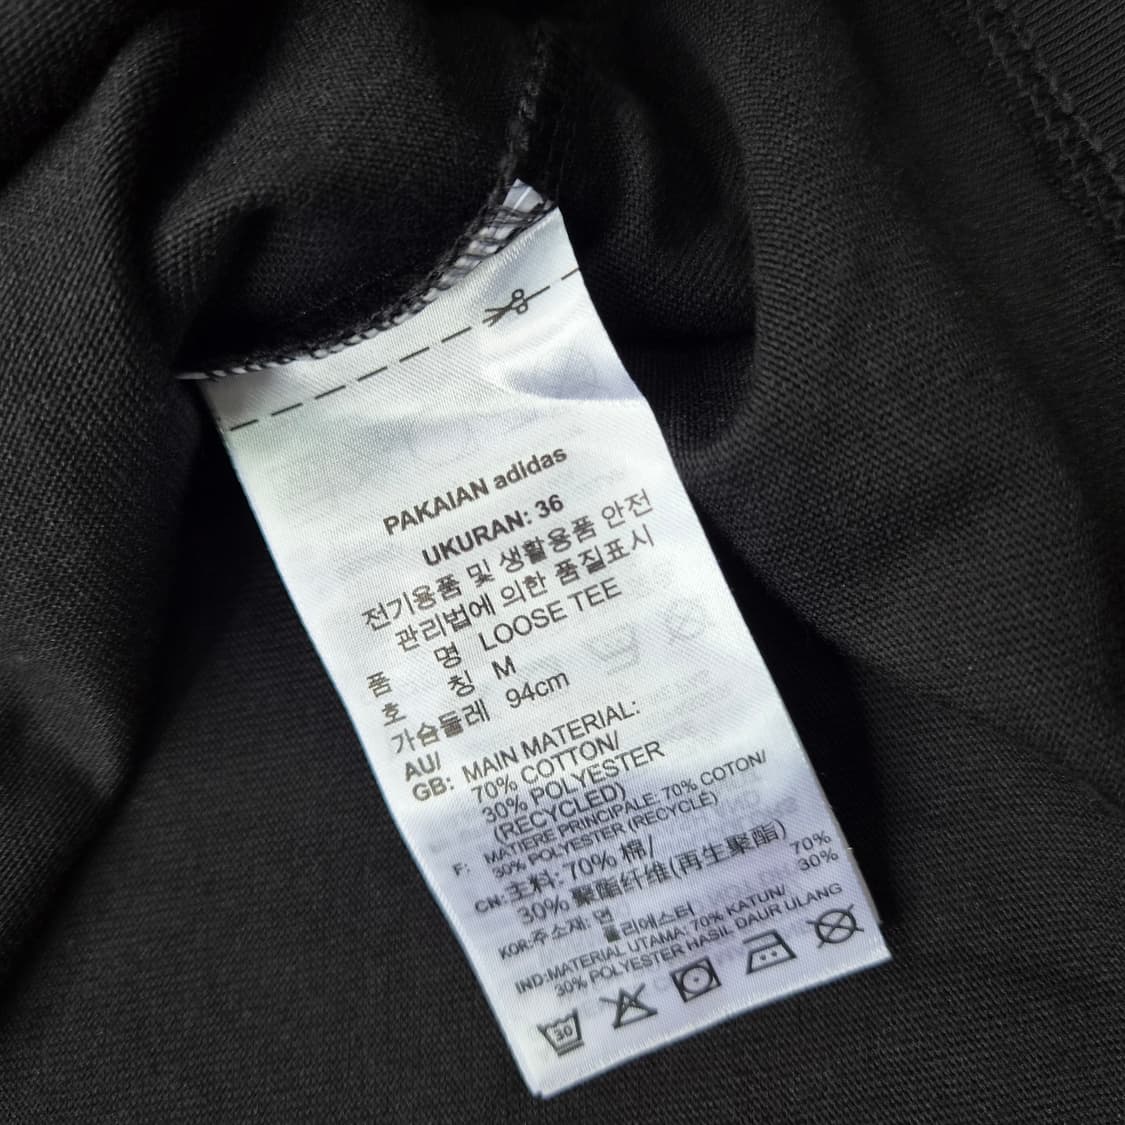 PAKAIAN adidas
UKURAN: 36
전기용품 및 생활용품 안전
관리법에 의한 품질표시
품 명 LOOSE TEE
호 칭 M
가슴둘레 94cm
AU/
GB: MAIN MATERIAL:
70% COTTON/
30% POLYESTER
(RECYCLED)
F: MATIERE PRINCIPALE: 70% COTON/
30% POLYESTER (RECYCLÉ)
CN: 主料: 70% 棉/
30% 聚酯纤维(再生聚酯)
KOR: 주소재: 면 70%
폴리에스터 30%
IND: MATERIAL UTAMA: 70% KATUN/
30% POLYESTER HASIL DAUR ULANG
30